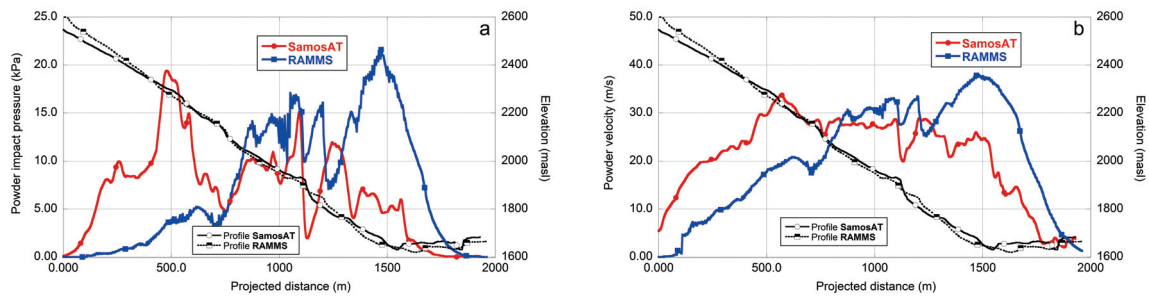 a
SamosAT
RAMMS
Powder impact pressure (kPa)
25.0
20.0
15.0
10.0
5.00
0.00
Elevation (masl)
2600
2400
2200
2000
1800
1600
Profile SamosAT
Profile RAMMS
0.000 500.0 1000 1500 2000
Projected distance (m)
b
SamosAT
RAMMS
Powder velocity (m/s)
50.0
40.0
30.0
20.0
10.0
0.00
Elevation (masl)
2600
2400
2200
2000
1800
1600
Profile SamosAT
Profile RAMMS
0.000 500.0 1000 1500 2000
Projected distance (m)